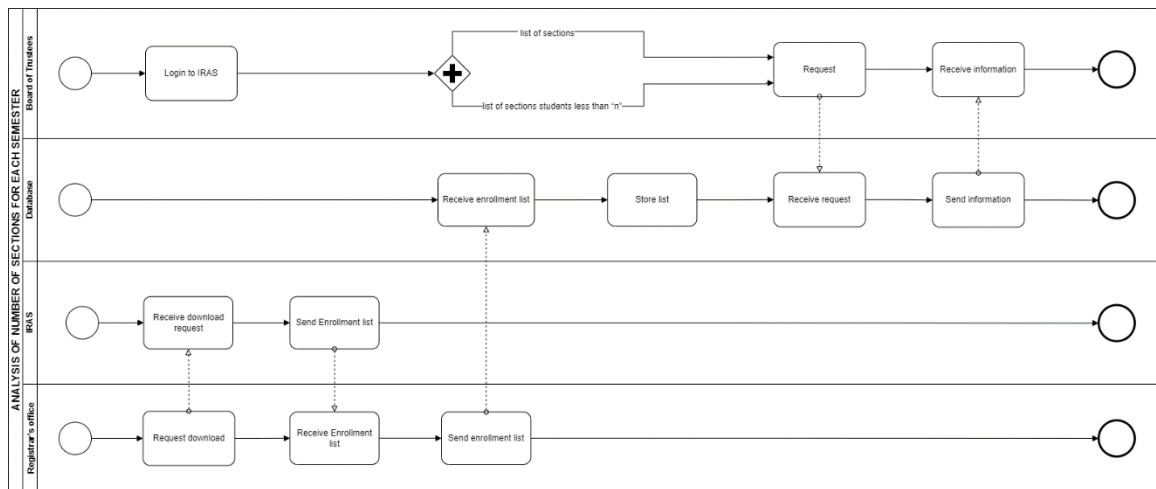 ANALYSIS OF NUMBER OF SECTIONS FOR EACH SEMESTER
Board of Trustees
Login to IRAS
list of sections
list of sections students less than "n"
Request
Receive information
Database
Receive enrollment list
Store list
Receive request
Send information
IRAS
Receive download
request
Send Enrollment list
Registrar's office
Request download
Receive Enrollment
list
Send enrollment list